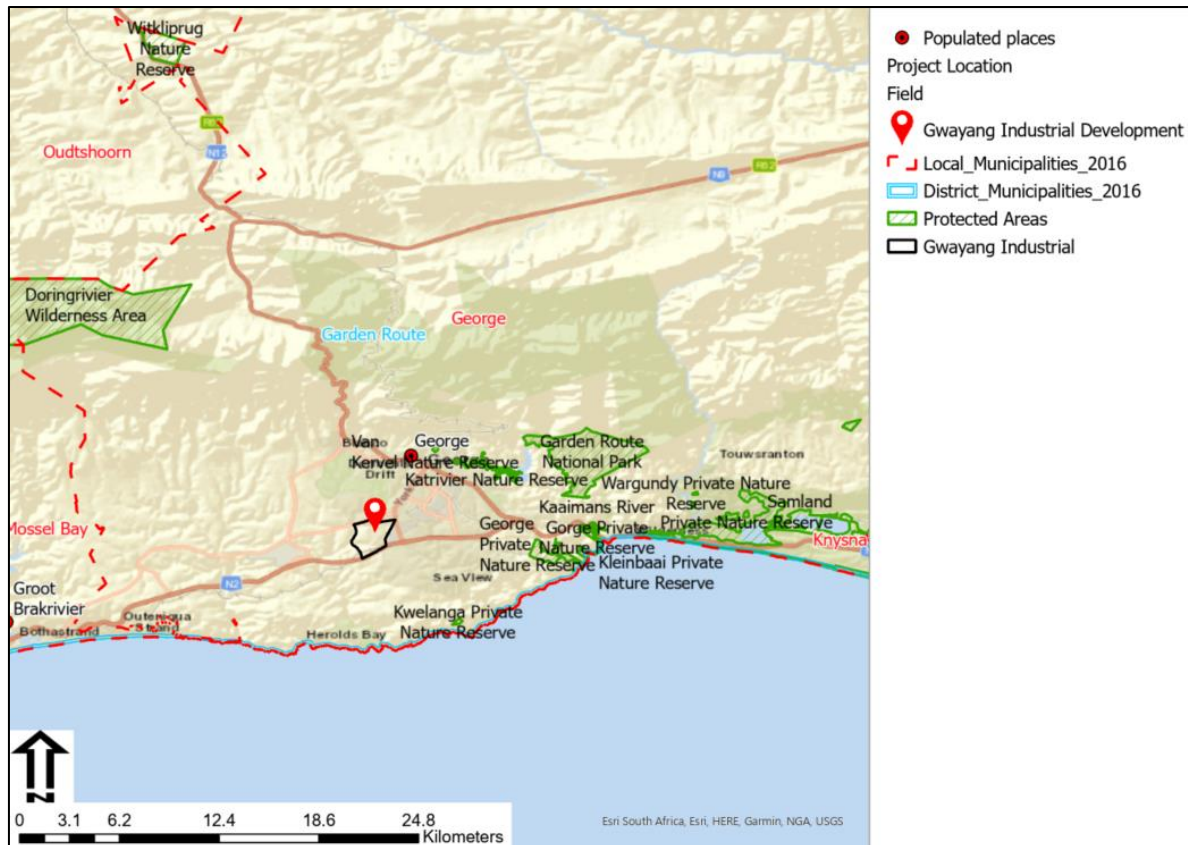 Witkliprug
Nature
Reserve
Oudtshoorn
N12
N9
R62
Doringrivier
Wilderness Area
Garden Route
George
Van
Kervel Nature Reserve
George
Drift
York
Katrivier Nature Reserve
Garden Route
National Park
Touwsranton
Wargundy Private Nature
Reserve
Samland
Private Nature Reserve
Kaaimans River
Gorge Private
Nature Reserve
George
Private
Nature Reserve
Kleinbaai Private
Nature Reserve
Knysna
Mossel Bay
N2
Sea View
Groot
Brakrivier
Bothastrand
Outeniqua
Strand
Herolds Bay
Kwelanga Private
Nature Reserve
N
0 3.1 6.2 12.4 18.6 24.8
Kilometers
Esri South Africa, Esri, HERE, Garmin, NGA, USGS
Populated places
Project Location
Field
Gwayang Industrial Development
Local_Municipalities_2016
District_Municipalities_2016
Protected Areas
Gwayang Industrial